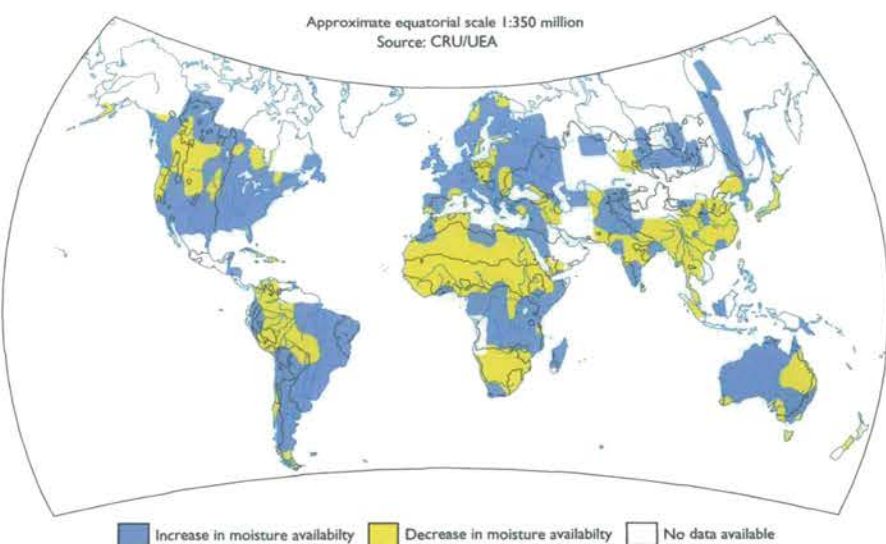 Approximate equatorial scale 1:350 million
Source: CRU/UEA
Increase in moisture availabilty Decrease in moisture availabilty No data available